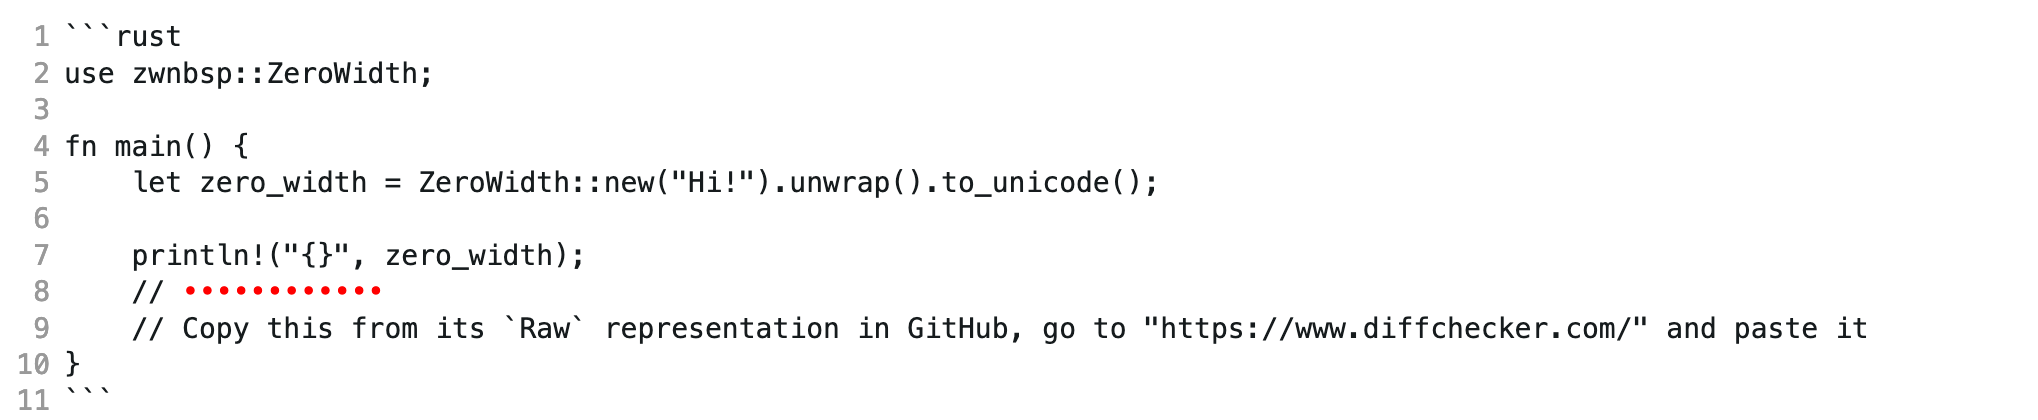 1 ```rust
2 use zwnbsp::ZeroWidth;
3
4 fn main() {
5     let zero_width = ZeroWidth::new("Hi!").unwrap().to_unicode();
6
7     println!("{}", zero_width);
8     // ••••••••••••
9     // Copy this from its `Raw` representation in GitHub, go to "https://www.diffchecker.com/" and paste it
10 }
11 ```